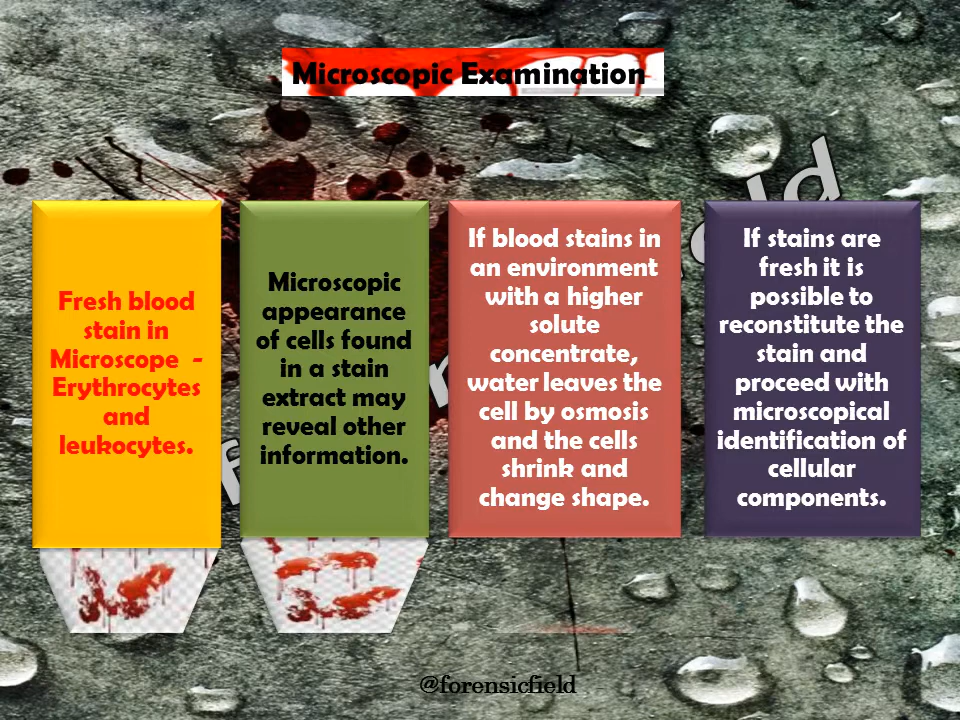 Microscopic Examination
Fresh blood
stain in
Microscope -
Erythrocytes
and
leukocytes.
Microscopic
appearance
of cells found
in a stain
extract may
reveal other
information.
If blood stains in
an environment
with a higher
solute
concentrate,
water leaves the
cell by osmosis
and the cells
shrink and
change shape.
If stains are
fresh it is
possible to
reconstitute the
stain and
proceed with
microscopical
identification of
cellular
components.
@forensicfield